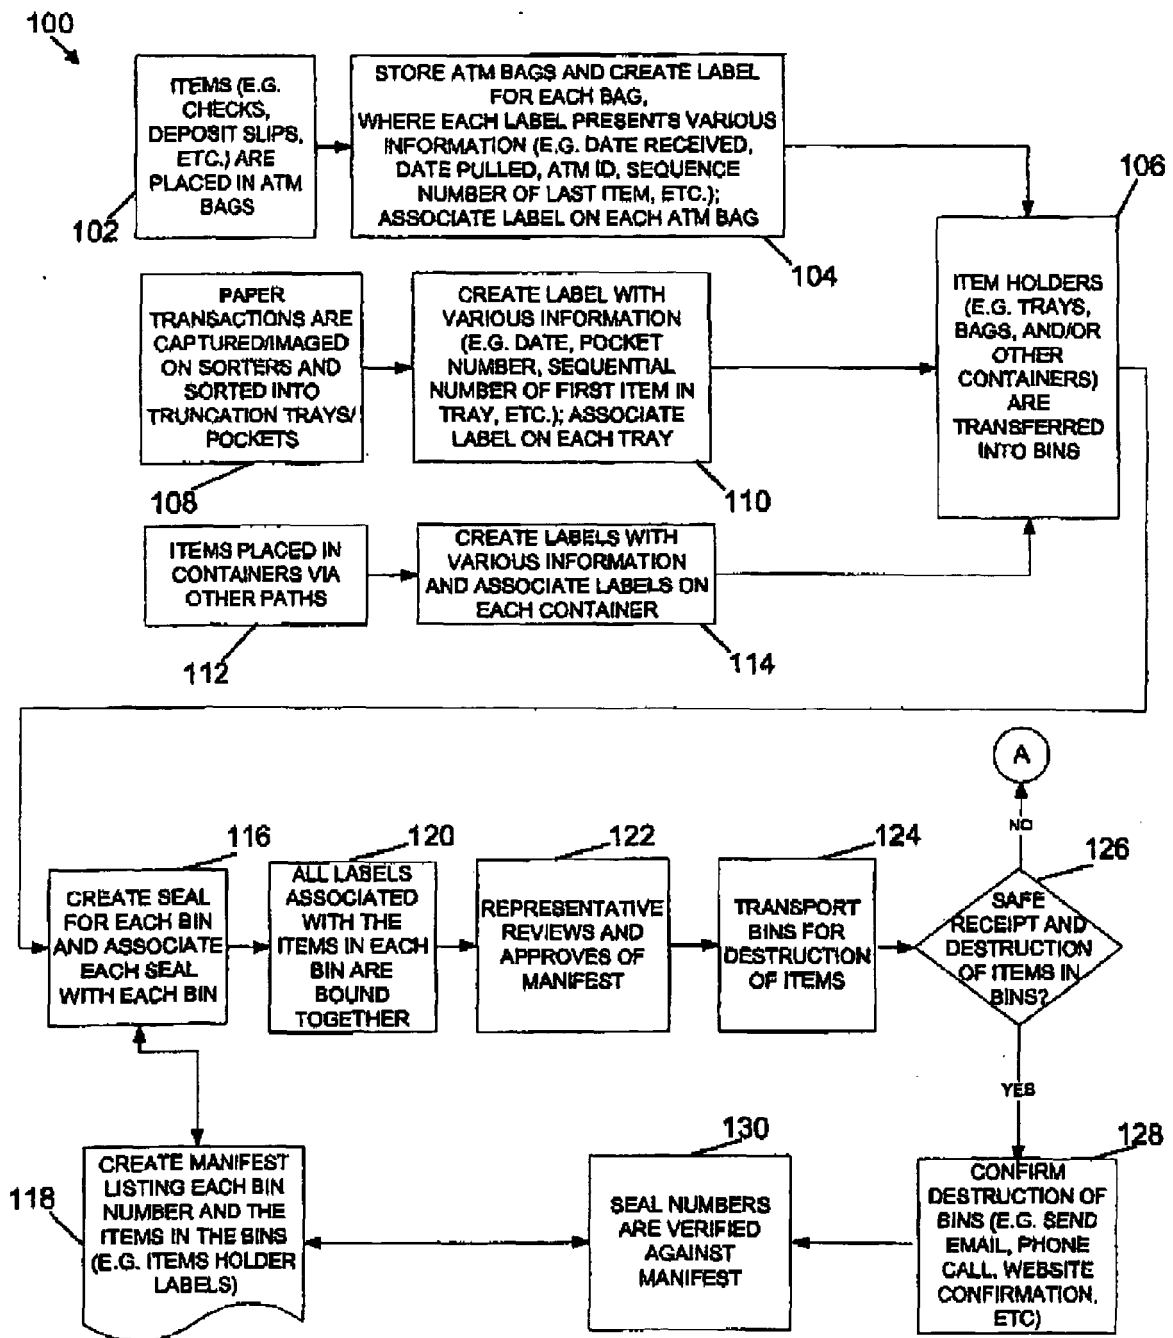 100
ITEMS (E.G.
CHECKS,
DEPOSIT SLIPS,
ETC.) ARE
PLACED IN ATM
BAGS
102
STORE ATM BAGS AND CREATE LABEL
FOR EACH BAG,
WHERE EACH LABEL PRESENTS VARIOUS
INFORMATION (E.G. DATE RECEIVED,
DATE PULLED, ATM ID, SEQUENCE
NUMBER OF LAST ITEM, ETC.);
ASSOCIATE LABEL ON EACH ATM BAG
104
106
ITEM HOLDERS
(E.G. TRAYS,
BAGS, AND/OR
OTHER
CONTAINERS)
ARE
TRANSFERRED
INTO BINS
PAPER
TRANSACTIONS ARE
CAPTURED/IMAGED
ON SORTERS AND
SORTED INTO
TRUNCATION TRAYS/
POCKETS
108
CREATE LABEL WITH
VARIOUS INFORMATION
(E.G. DATE, POCKET
NUMBER, SEQUENTIAL
NUMBER OF FIRST ITEM IN
TRAY, ETC.); ASSOCIATE
LABEL ON EACH TRAY
110
ITEMS PLACED IN
CONTAINERS VIA
OTHER PATHS
112
CREATE LABELS WITH
VARIOUS INFORMATION
AND ASSOCIATE LABELS ON
EACH CONTAINER
114
116
CREATE SEAL
FOR EACH BIN
AND ASSOCIATE
EACH SEAL
WITH EACH BIN
120
ALL LABELS
ASSOCIATED
WITH THE
ITEMS IN EACH
BIN ARE
BOUND
TOGETHER
122
REPRESENTATIVE
REVIEWS AND
APPROVES OF
MANIFEST
124
TRANSPORT
BINS FOR
DESTRUCTION
OF ITEMS
A
NO
126
SAFE
RECEIPT AND
DESTRUCTION
OF ITEMS IN
BINS?
YES
118
CREATE MANIFEST
LISTING EACH BIN
NUMBER AND THE
ITEMS IN THE BINS
(E.G. ITEMS HOLDER
LABELS)
130
SEAL NUMBERS
ARE VERIFIED
AGAINST
MANIFEST
128
CONFIRM
DESTRUCTION OF
BINS (E.G. SEND
EMAIL, PHONE
CALL, WEBSITE
CONFIRMATION,
ETC)